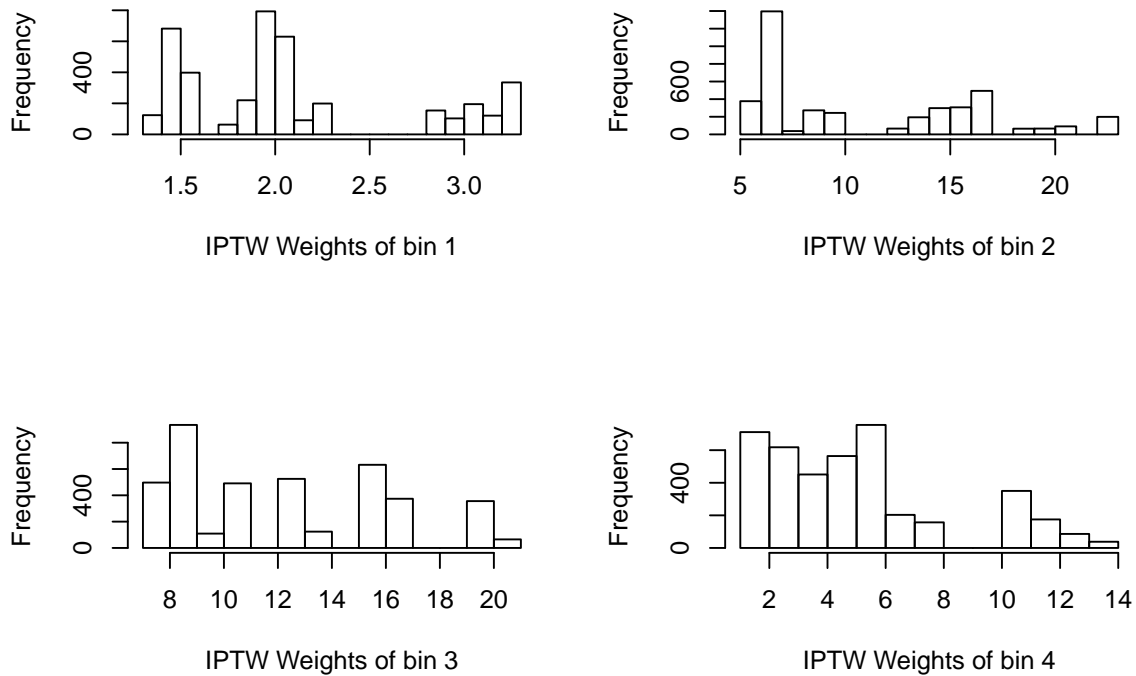 Frequency
0 400
1.5 2.0 2.5 3.0
IPTW Weights of bin 1
Frequency
0 600
5 10 15 20
IPTW Weights of bin 2
Frequency
0 400
8 10 12 14 16 18 20
IPTW Weights of bin 3
Frequency
0 400
2 4 6 8 10 12 14
IPTW Weights of bin 4